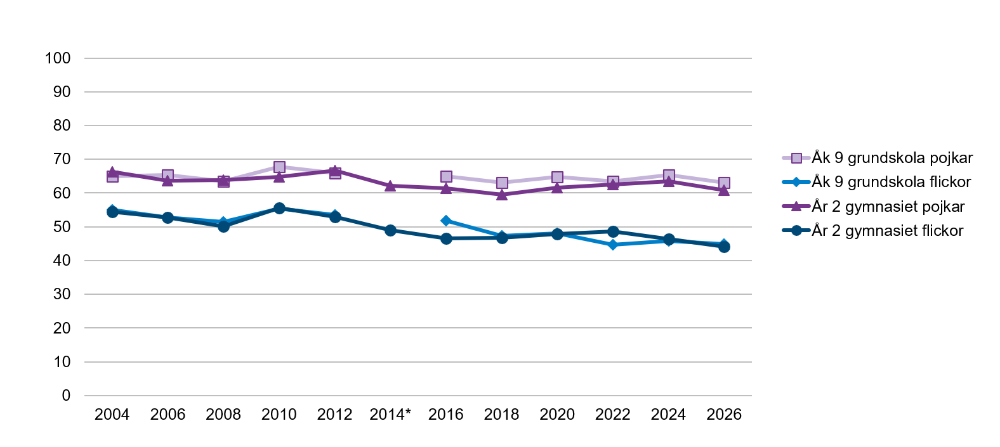 100
90
80
70
60
50
40
30
20
10
0
2004 2006 2008 2010 2012 2014* 2016 2018 2020 2022 2024 2026
Åk 9 grundskola pojkar
Åk 9 grundskola flickor
År 2 gymnasiet pojkar
År 2 gymnasiet flickor